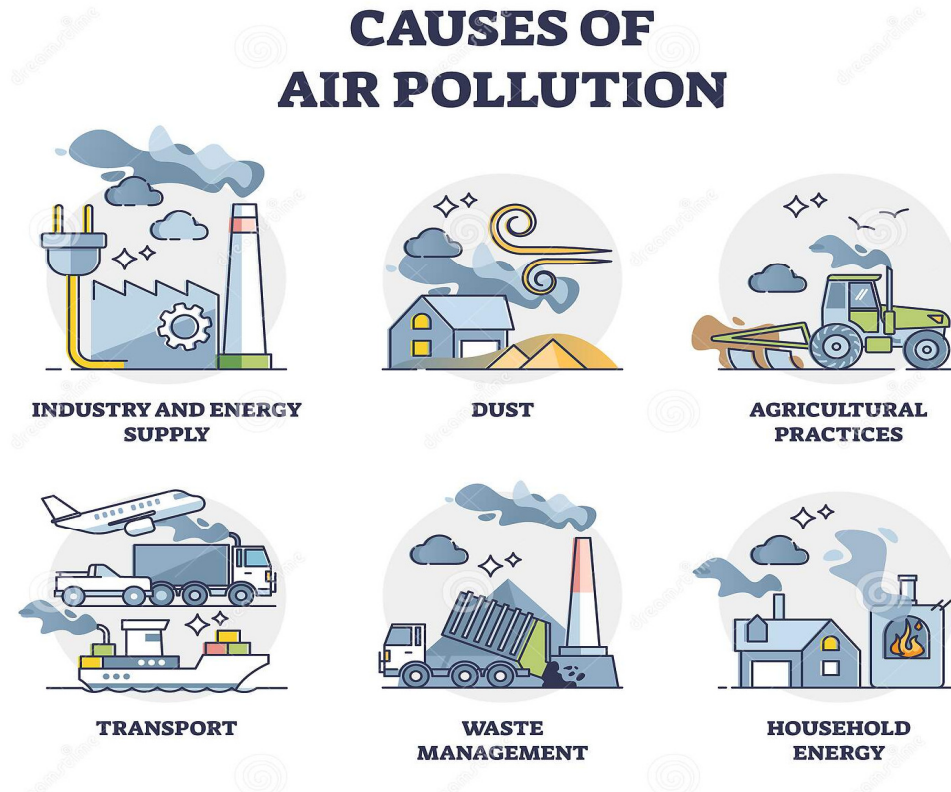 CAUSES OF
AIR POLLUTION
INDUSTRY AND ENERGY
SUPPLY
DUST
AGRICULTURAL
PRACTICES
TRANSPORT
WASTE
MANAGEMENT
HOUSEHOLD
ENERGY